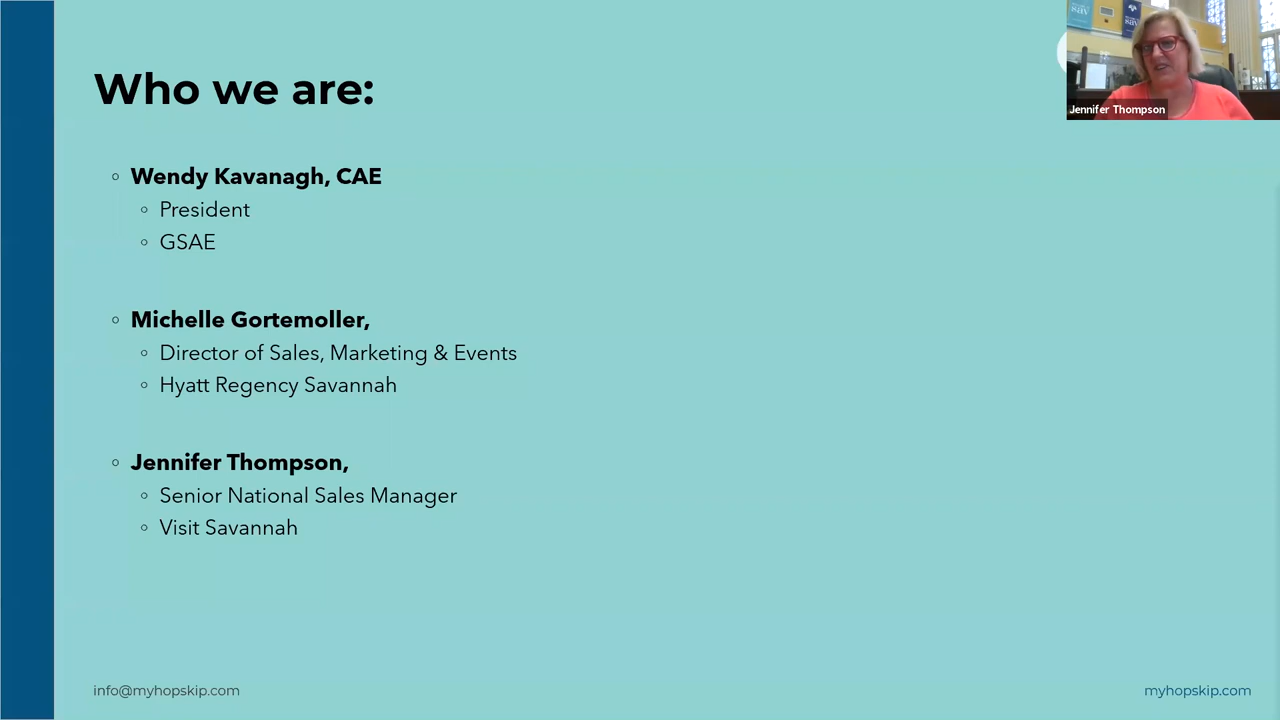 Who we are:
Jennifer Thompson
Wendy Kavanagh, CAE
President
GSAE
Michelle Gortemoller,
Director of Sales, Marketing & Events
Hyatt Regency Savannah
Jennifer Thompson,
Senior National Sales Manager
Visit Savannah
info@myhopskip.com
myhopskip.com